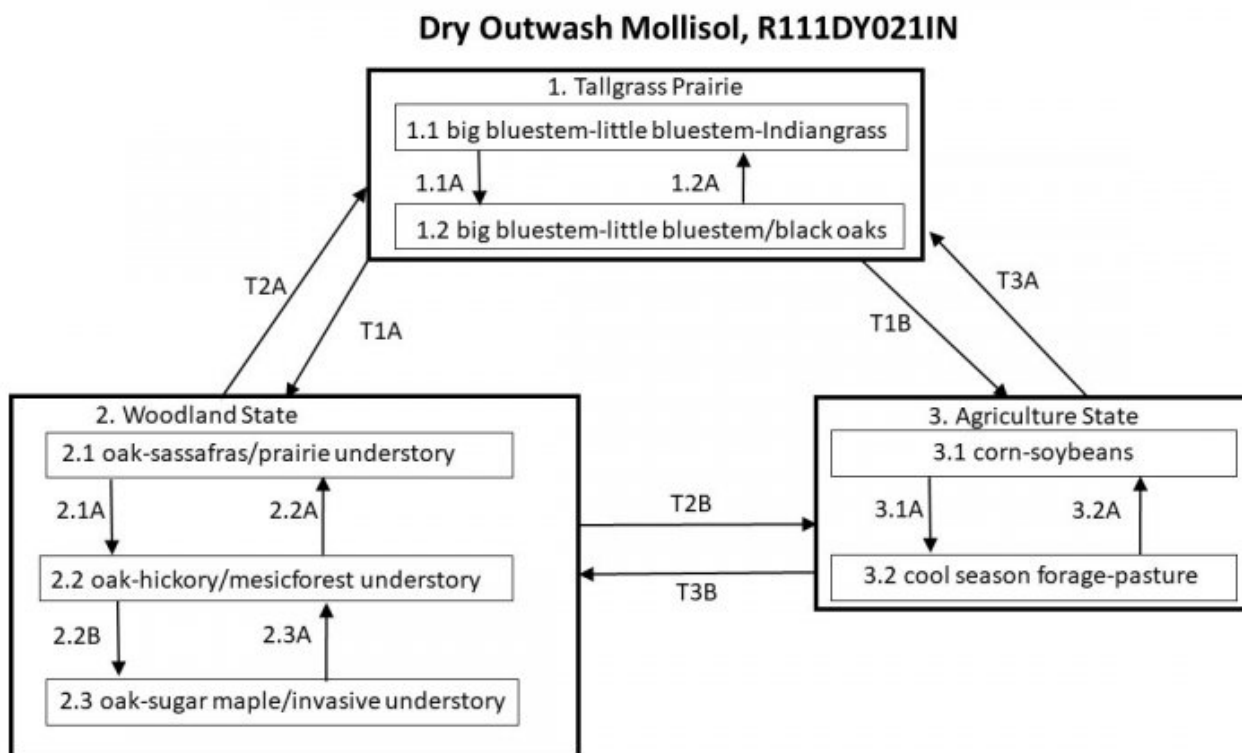 Dry Outwash Mollisol, R111DY021IN
1. Tallgrass Prairie
1.1 big bluestem-little bluestem-Indiangrass
1.1A
1.2A
1.2 big bluestem-little bluestem/black oaks
T2A
T1A
T1B
T3A
2. Woodland State
2.1 oak-sassafras/prairie understory
2.1A
2.2A
2.2 oak-hickory/mesicforest understory
2.2B
2.3A
2.3 oak-sugar maple/invasive understory
T2B
T3B
3. Agriculture State
3.1 corn-soybeans
3.1A
3.2A
3.2 cool season forage-pasture